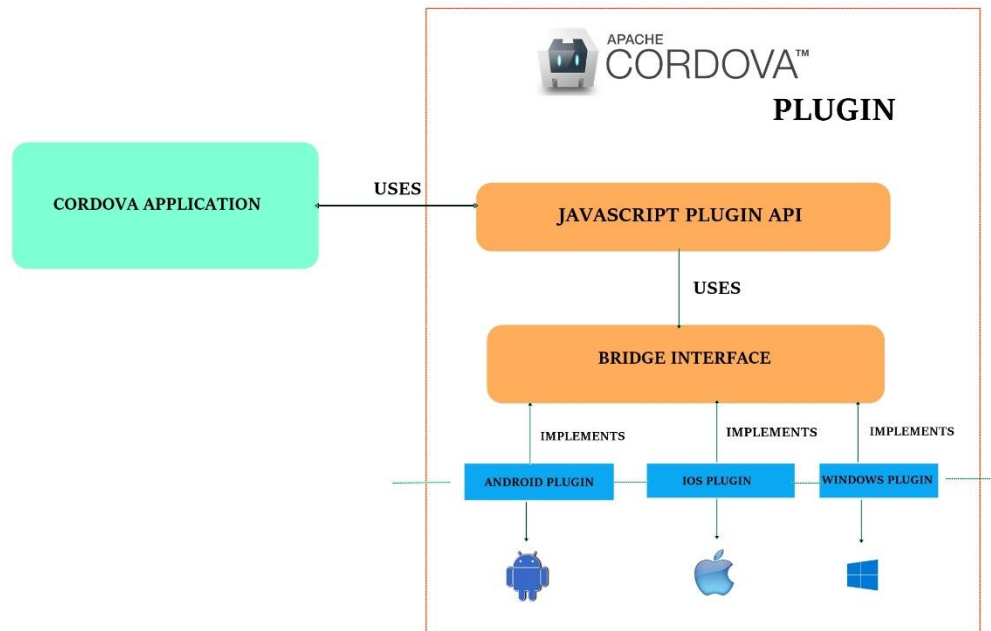 APACHE
CORDOVA™
PLUGIN
CORDOVA APPLICATION
USES
JAVASCRIPT PLUGIN API
USES
BRIDGE INTERFACE
IMPLEMENTS
IMPLEMENTS
IMPLEMENTS
ANDROID PLUGIN
IOS PLUGIN
WINDOWS PLUGIN